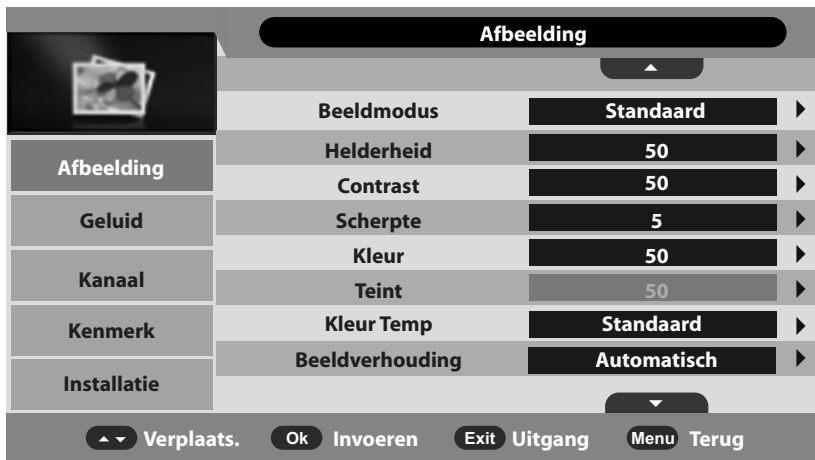 Afbeelding
Beeldmodus Standaard
Helderheid 50
Contrast 50
Scherpte 5
Kleur 50
Teint 50
Kleur Temp Standaard
Beeldverhouding Automatisch
Afbeelding
Geluid
Kanaal
Kenmerk
Installatie
Verplaats. Ok Invoeren Exit Uitgang Menu Terug